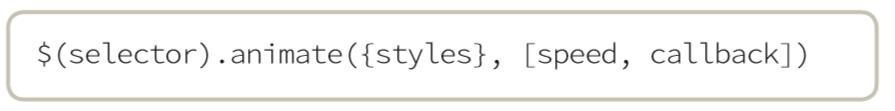 $(selector).animate({styles}, [speed, callback])